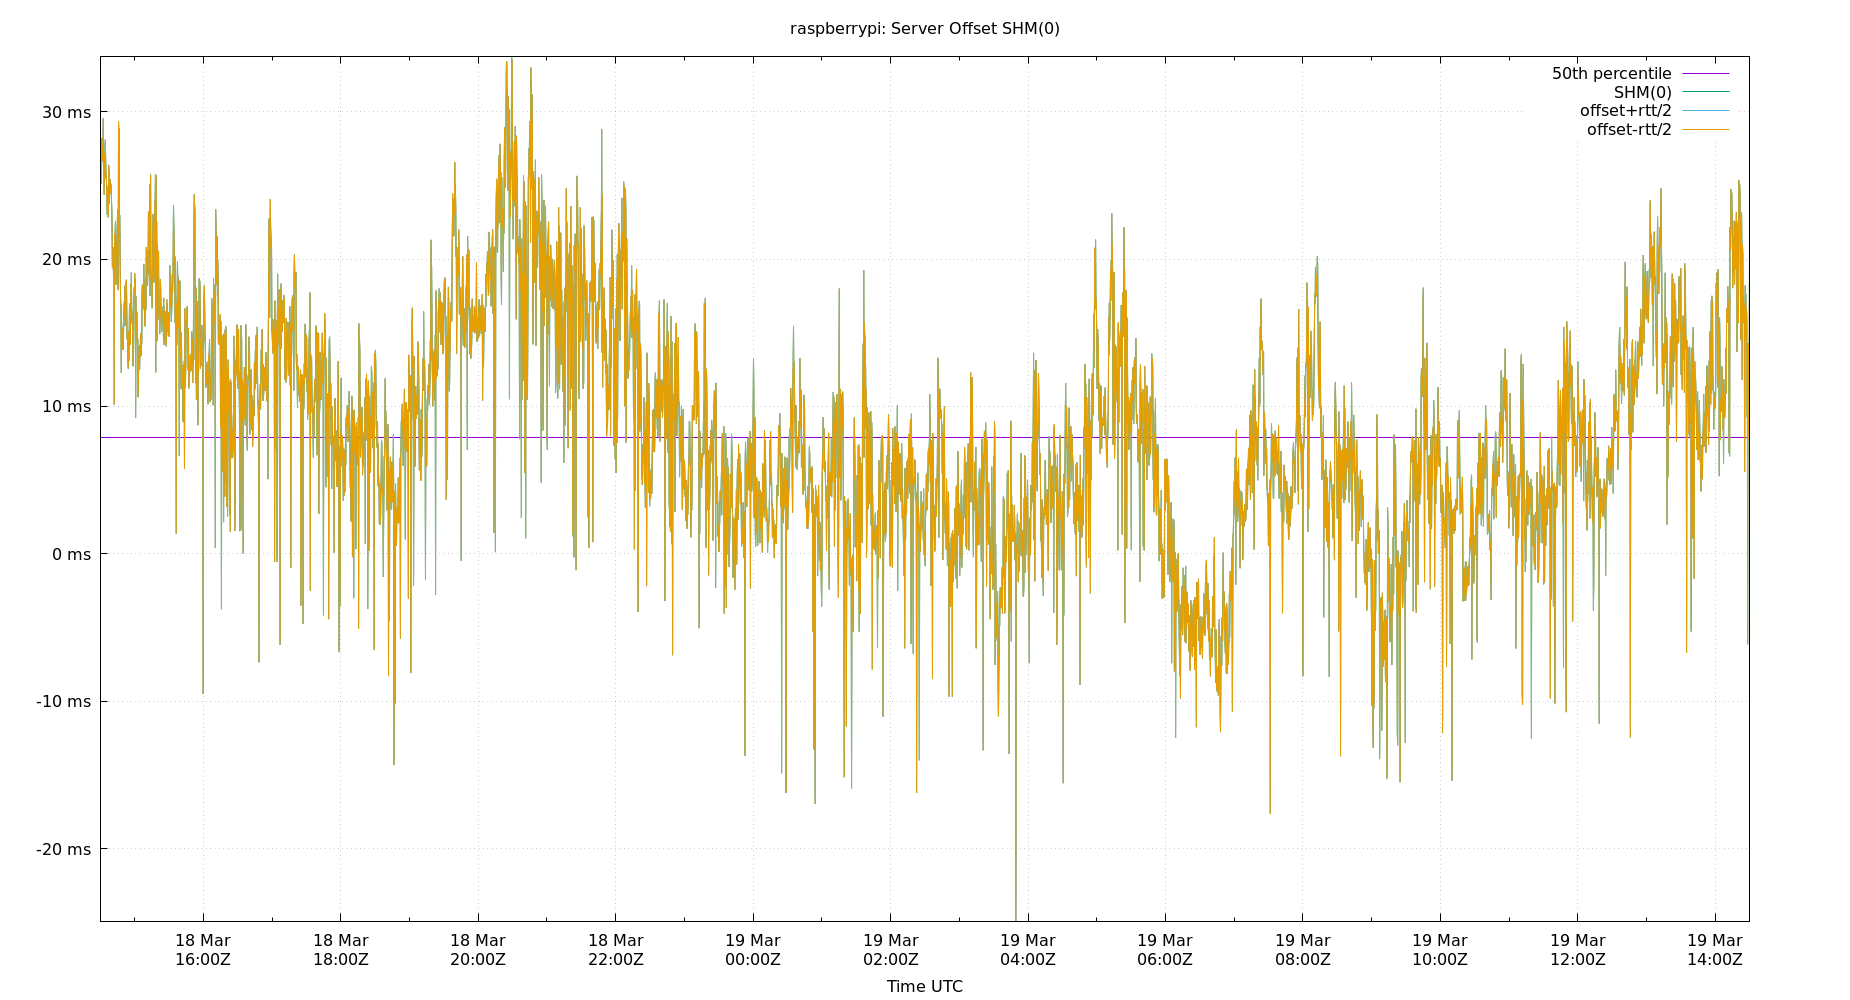 raspberrypi: Server Offset SHM(0)
50th percentile
SHM(0)
offset+rtt/2
offset-rtt/2
30 ms
20 ms
10 ms
0 ms
-10 ms
-20 ms
18 Mar 18 Mar 18 Mar 18 Mar 19 Mar 19 Mar 19 Mar 19 Mar 19 Mar 19 Mar 19 Mar 19 Mar
16:00Z 18:00Z 20:00Z 22:00Z 00:00Z 02:00Z 04:00Z 06:00Z 08:00Z 10:00Z 12:00Z 14:00Z
Time UTC